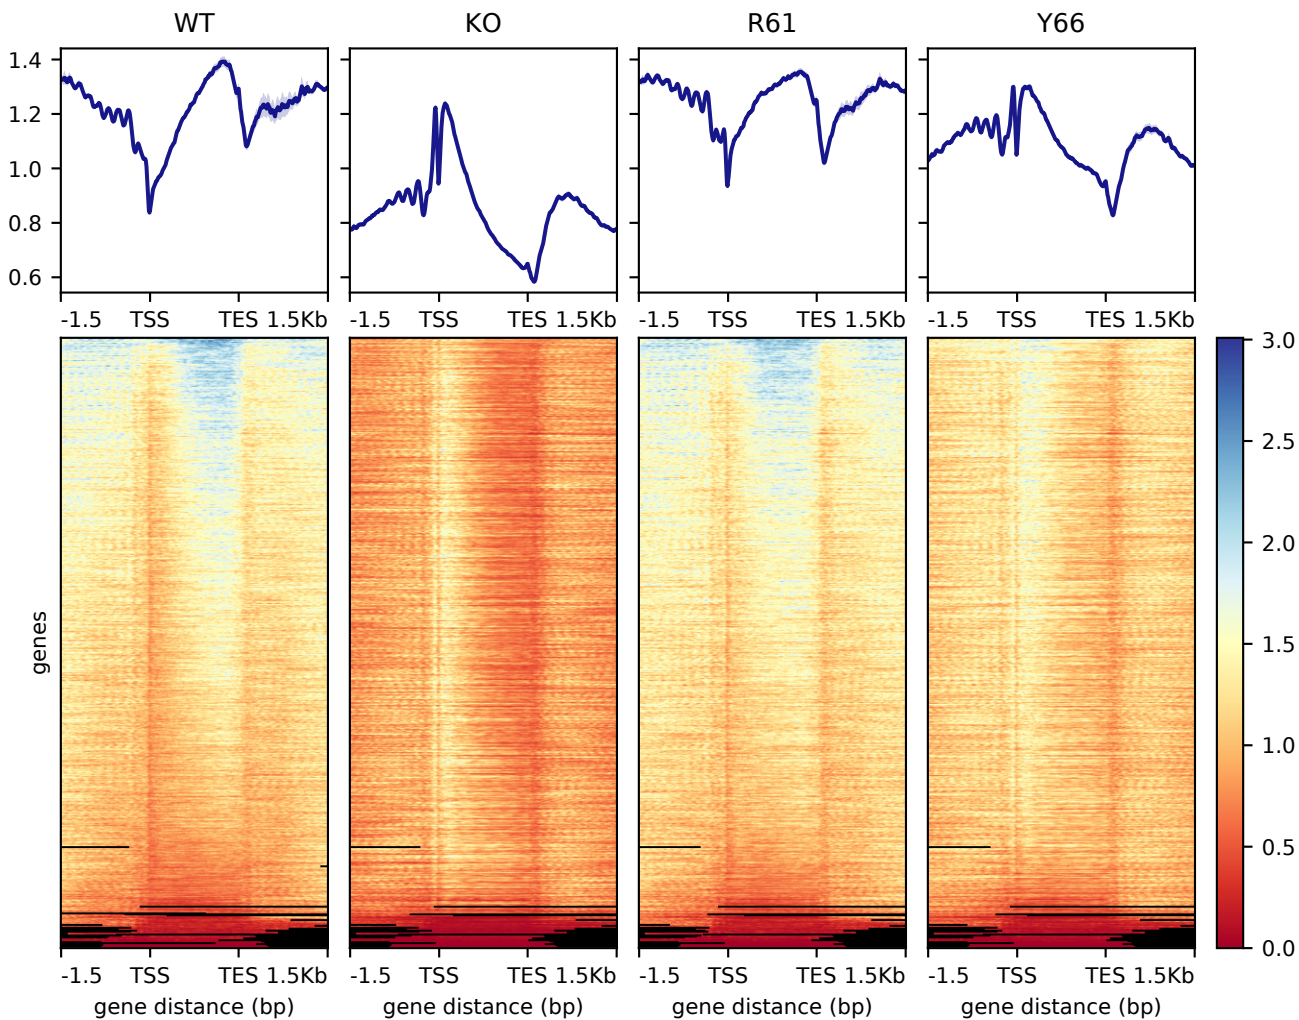 WT KO R61 Y66
1.4
1.2
1.0
0.8
0.6
-1.5 TSS TES 1.5Kb -1.5 TSS TES 1.5Kb -1.5 TSS TES 1.5Kb -1.5 TSS TES 1.5Kb
genes
3.0
2.5
2.0
1.5
1.0
0.5
0.0
-1.5 TSS TES 1.5Kb -1.5 TSS TES 1.5Kb -1.5 TSS TES 1.5Kb -1.5 TSS TES 1.5Kb
gene distance (bp) gene distance (bp) gene distance (bp) gene distance (bp)